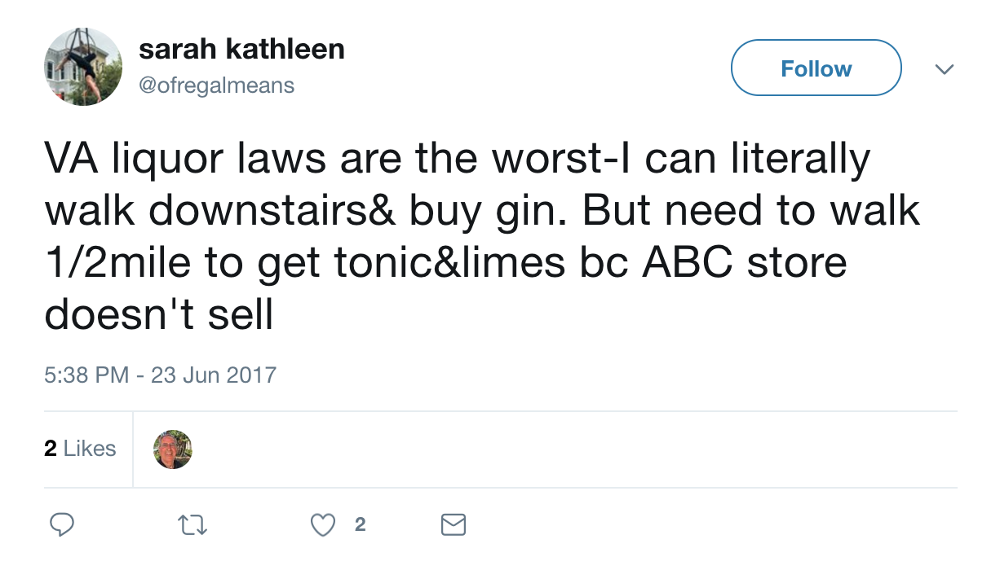 sarah kathleen
@ofregalmeans
Follow
VA liquor laws are the worst-I can literally
walk downstairs& buy gin. But need to walk
1/2mile to get tonic&limes bc ABC store
doesn't sell
5:38 PM - 23 Jun 2017
2 Likes
2